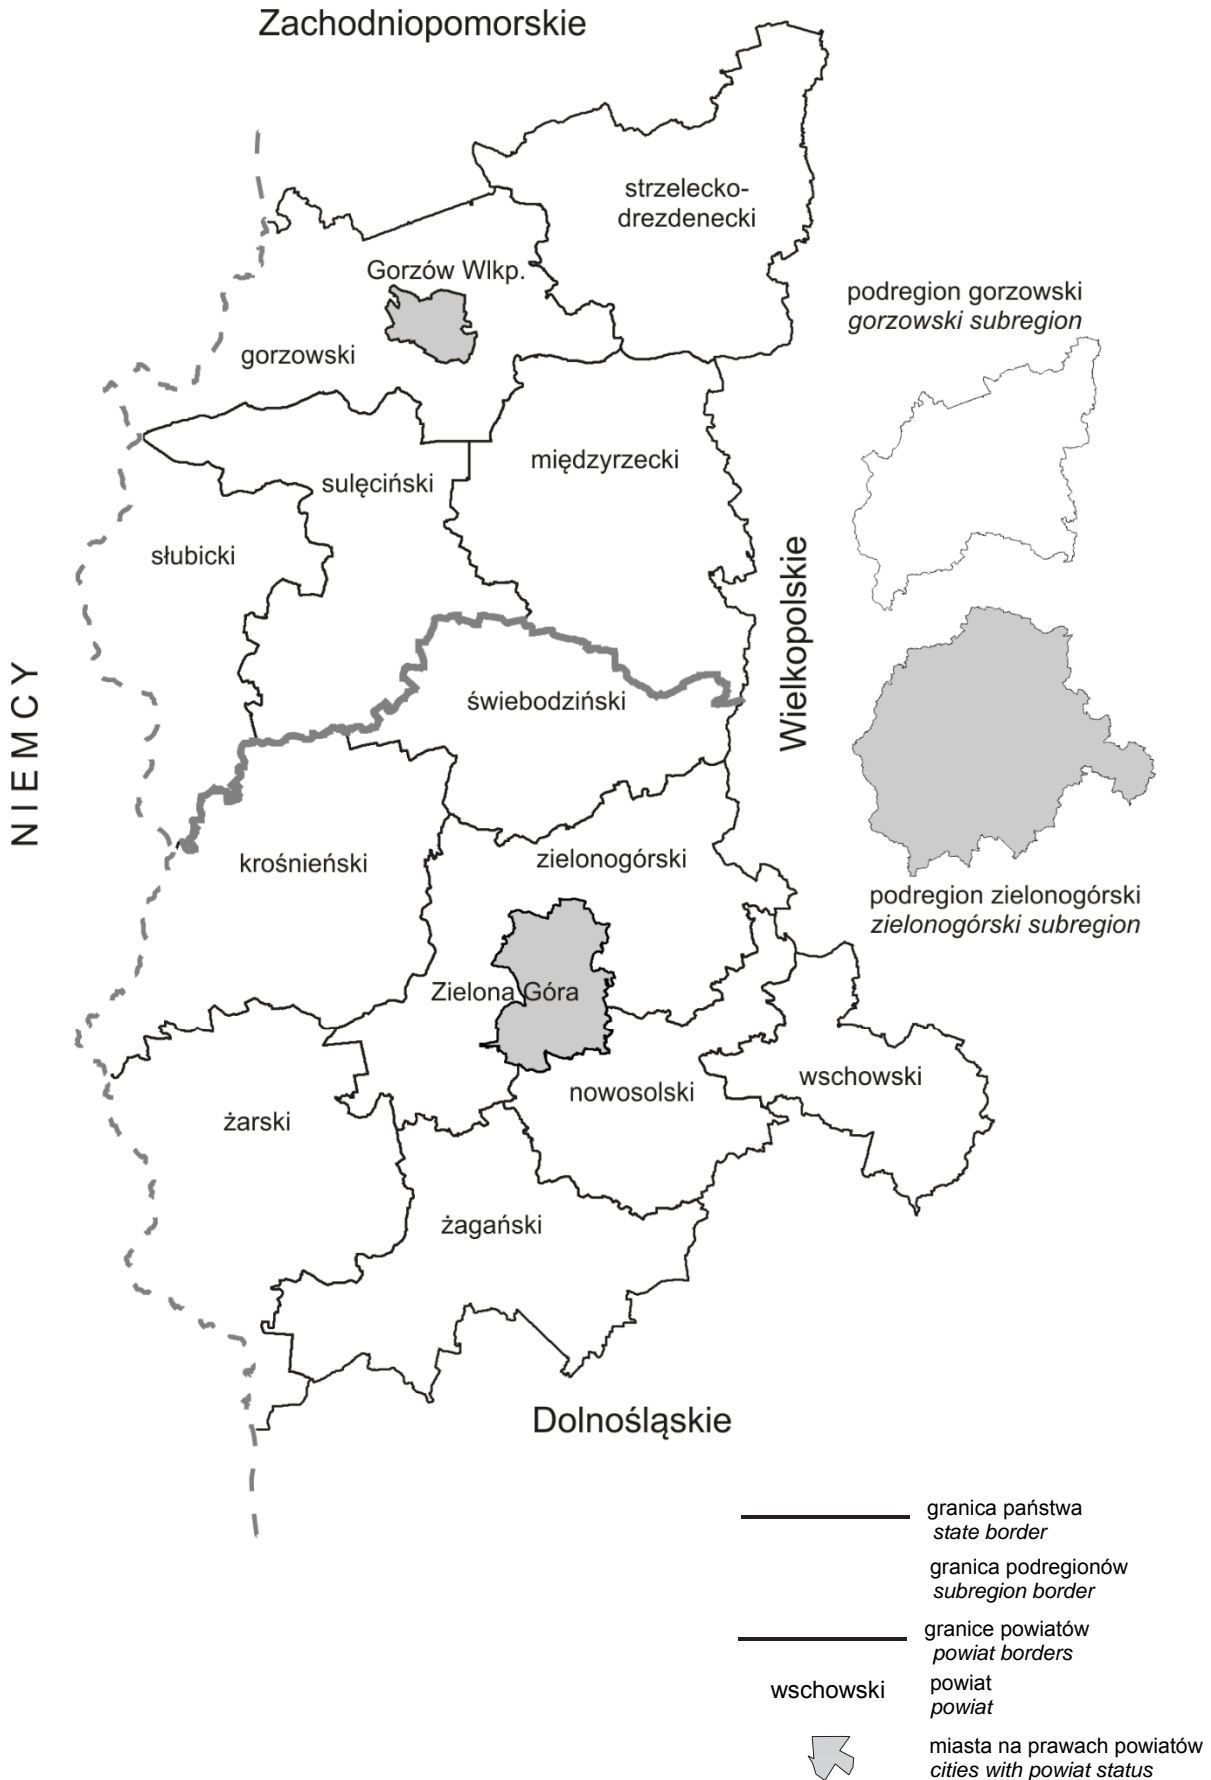 Zachodniopomorskie
strzelecko-
drezdenecki
Gorzów Wlkp.
podregion gorzowski
gorzowski subregion
gorzowski
międzyrzecki
sulęciński
słubicki
Wielkopolskie
NIEMCY
świebodziński
krośnieński
zielonogórski
podregion zielonogórski
zielonogórski subregion
Zielona Góra
wschowski
nowosolski
żarski
żagański
Dolnośląskie
granica państwa
state border
granica podregionów
subregion border
granice powiatów
powiat borders
wschowski
powiat
powiat
miasta na prawach powiatów
cities with powiat status